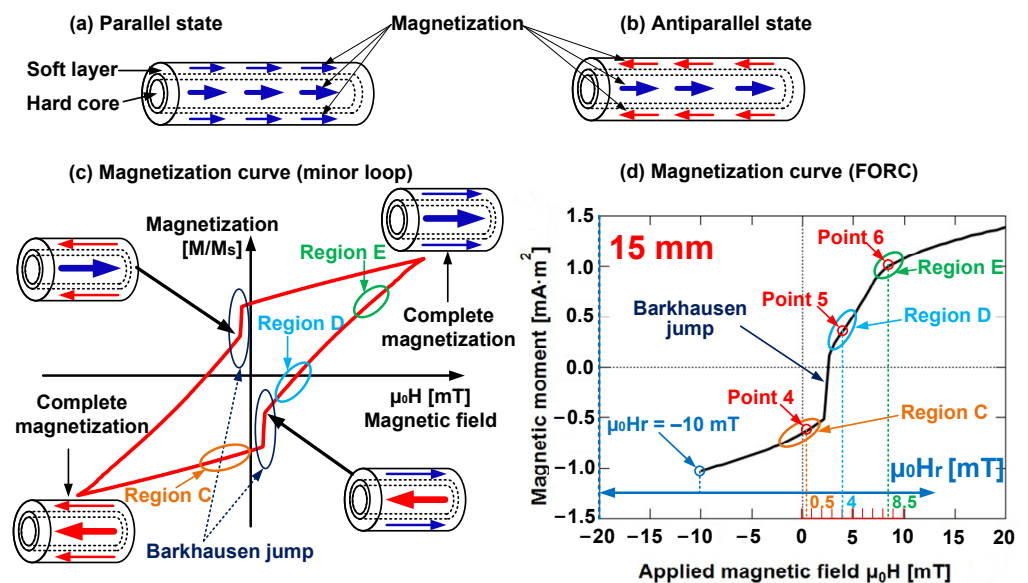 (a) Parallel state
Magnetization
(b) Antiparallel state
Soft layer
Hard core
(c) Magnetization curve (minor loop)
Magnetization
[M/Ms]
Region E
Region D
Complete
magnetization
μ₀H [mT]
Magnetic field
Complete
magnetization
Region C
Barkhausen jump
(d) Magnetization curve (FORC)
Magnetic moment [mA·m²]
1.5
1.0
0.5
0.0
−0.5
−1.0
−1.5
15 mm
Point 6
Region E
Point 5
Region D
Barkhausen
jump
Point 4
Region C
μ₀Hr = −10 mT
μ₀Hr [mT]
0.5
4
8.5
−20
−15
−10
−5
0
5
10
15
20
Applied magnetic field μ₀H [mT]